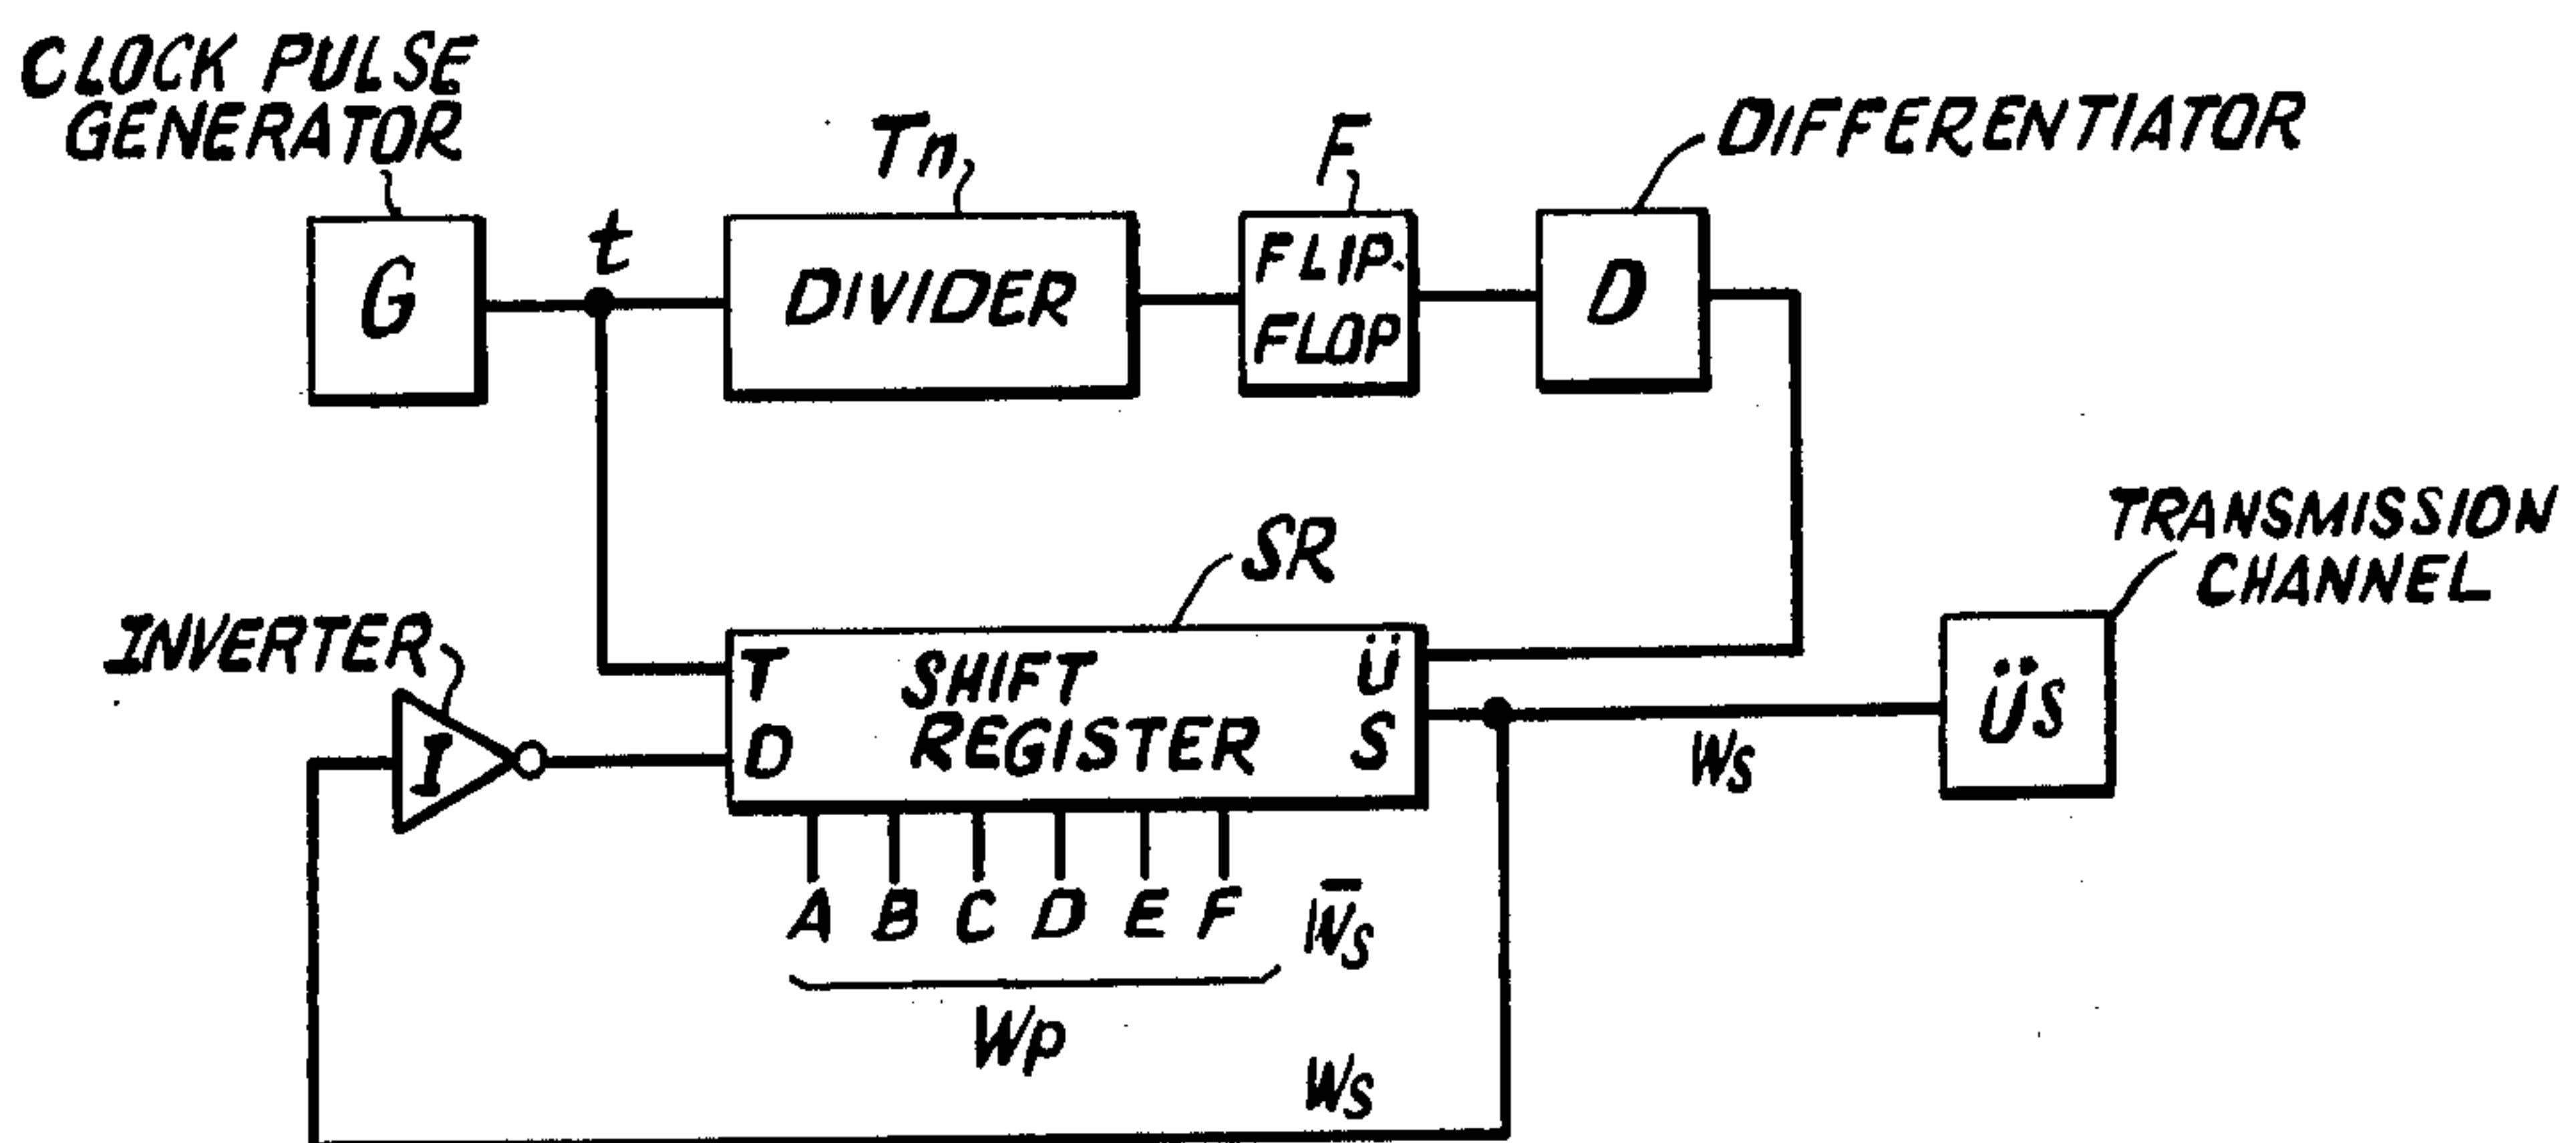 CLOCK PULSE
GENERATOR
G
t
Tn
DIVIDER
F
FLIP-
FLOP
D
DIFFERENTIATOR
INVERTER
I
SR
T
D
SHIFT
REGISTER
Ü
S
A B C D E F
Wp
W̅s
Ws
Ws
TRANSMISSION
CHANNEL
Üs